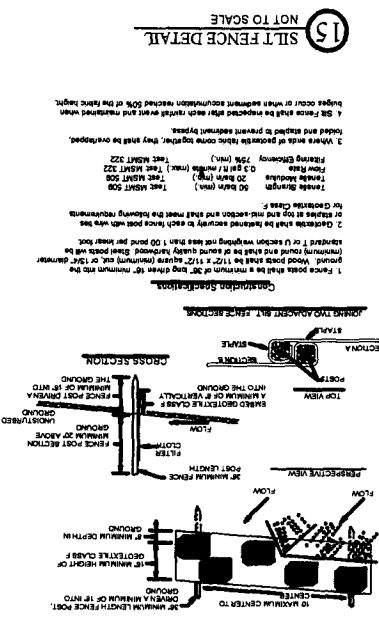 10 MAXIMUM CENTER TO
CENTER
36" MINIMUM LENGTH FENCE POST,
DRIVEN A MINIMUM OF 16" INTO
GROUND
16" MINIMUM HEIGHT OF
GEOTEXTILE CLASS F
8" MINIMUM DEPTH IN
GROUND
FLOW
FLOW
PERSPECTIVE VIEW
36" MINIMUM FENCE
POST LENGTH
FILTER
CLOTH
FENCE POST SECTION
MINIMUM 20" ABOVE
GROUND
FLOW
UNDISTURBED
GROUND
EMBED GEOTEXTILE CLASS F
A MINIMUM OF 8" VERTICALLY
INTO THE GROUND
FENCE POST DRIVEN A
MINIMUM OF 16" INTO
THE GROUND
CROSS SECTION
TOP VIEW
POSTS
SECTION B
ECTION A
STAPLE
STAPLE
JOINING TWO ADJACENT SILT FENCE SECTIONS
Construction Specifications
1. Fence posts shall be a minimum of 36" long driven 16" minimum into the
ground. Wood posts shall be 1 1/2" x 1 1/2" square (minimum) cut, or 1 3/4" diameter
(minimum) round and shall be of sound quality hardwood. Steel posts will be
standard T or U section weighting not less than 1.0 pond per linear foot.
2. Geotextile shall be fastened securely to each fence post with wire ties
or staples at top and mid-section and shall meet the following requirements
for Geotextile Class F:
Tensile Strength 50 lb/in (min.) Test: MSMT 509
Tensile Modulus 20 lb/in (min.) Test: MSMT 509
Flow Rate 0.3 gal ft / minute (max.) Test: MSMT 322
Filtering Efficiency 75% (min.) Test: MSMT 322
3. Where ends of geotextile fabric come together, they shall be overlapped,
folded and stapled to prevent sediment bypass.
4. Silt Fence shall be inspected after each rainfall event and maintained when
bulges occur or when sediment accumulation reached 50% of the fabric height.
15
SILT FENCE DETAIL
NOT TO SCALE